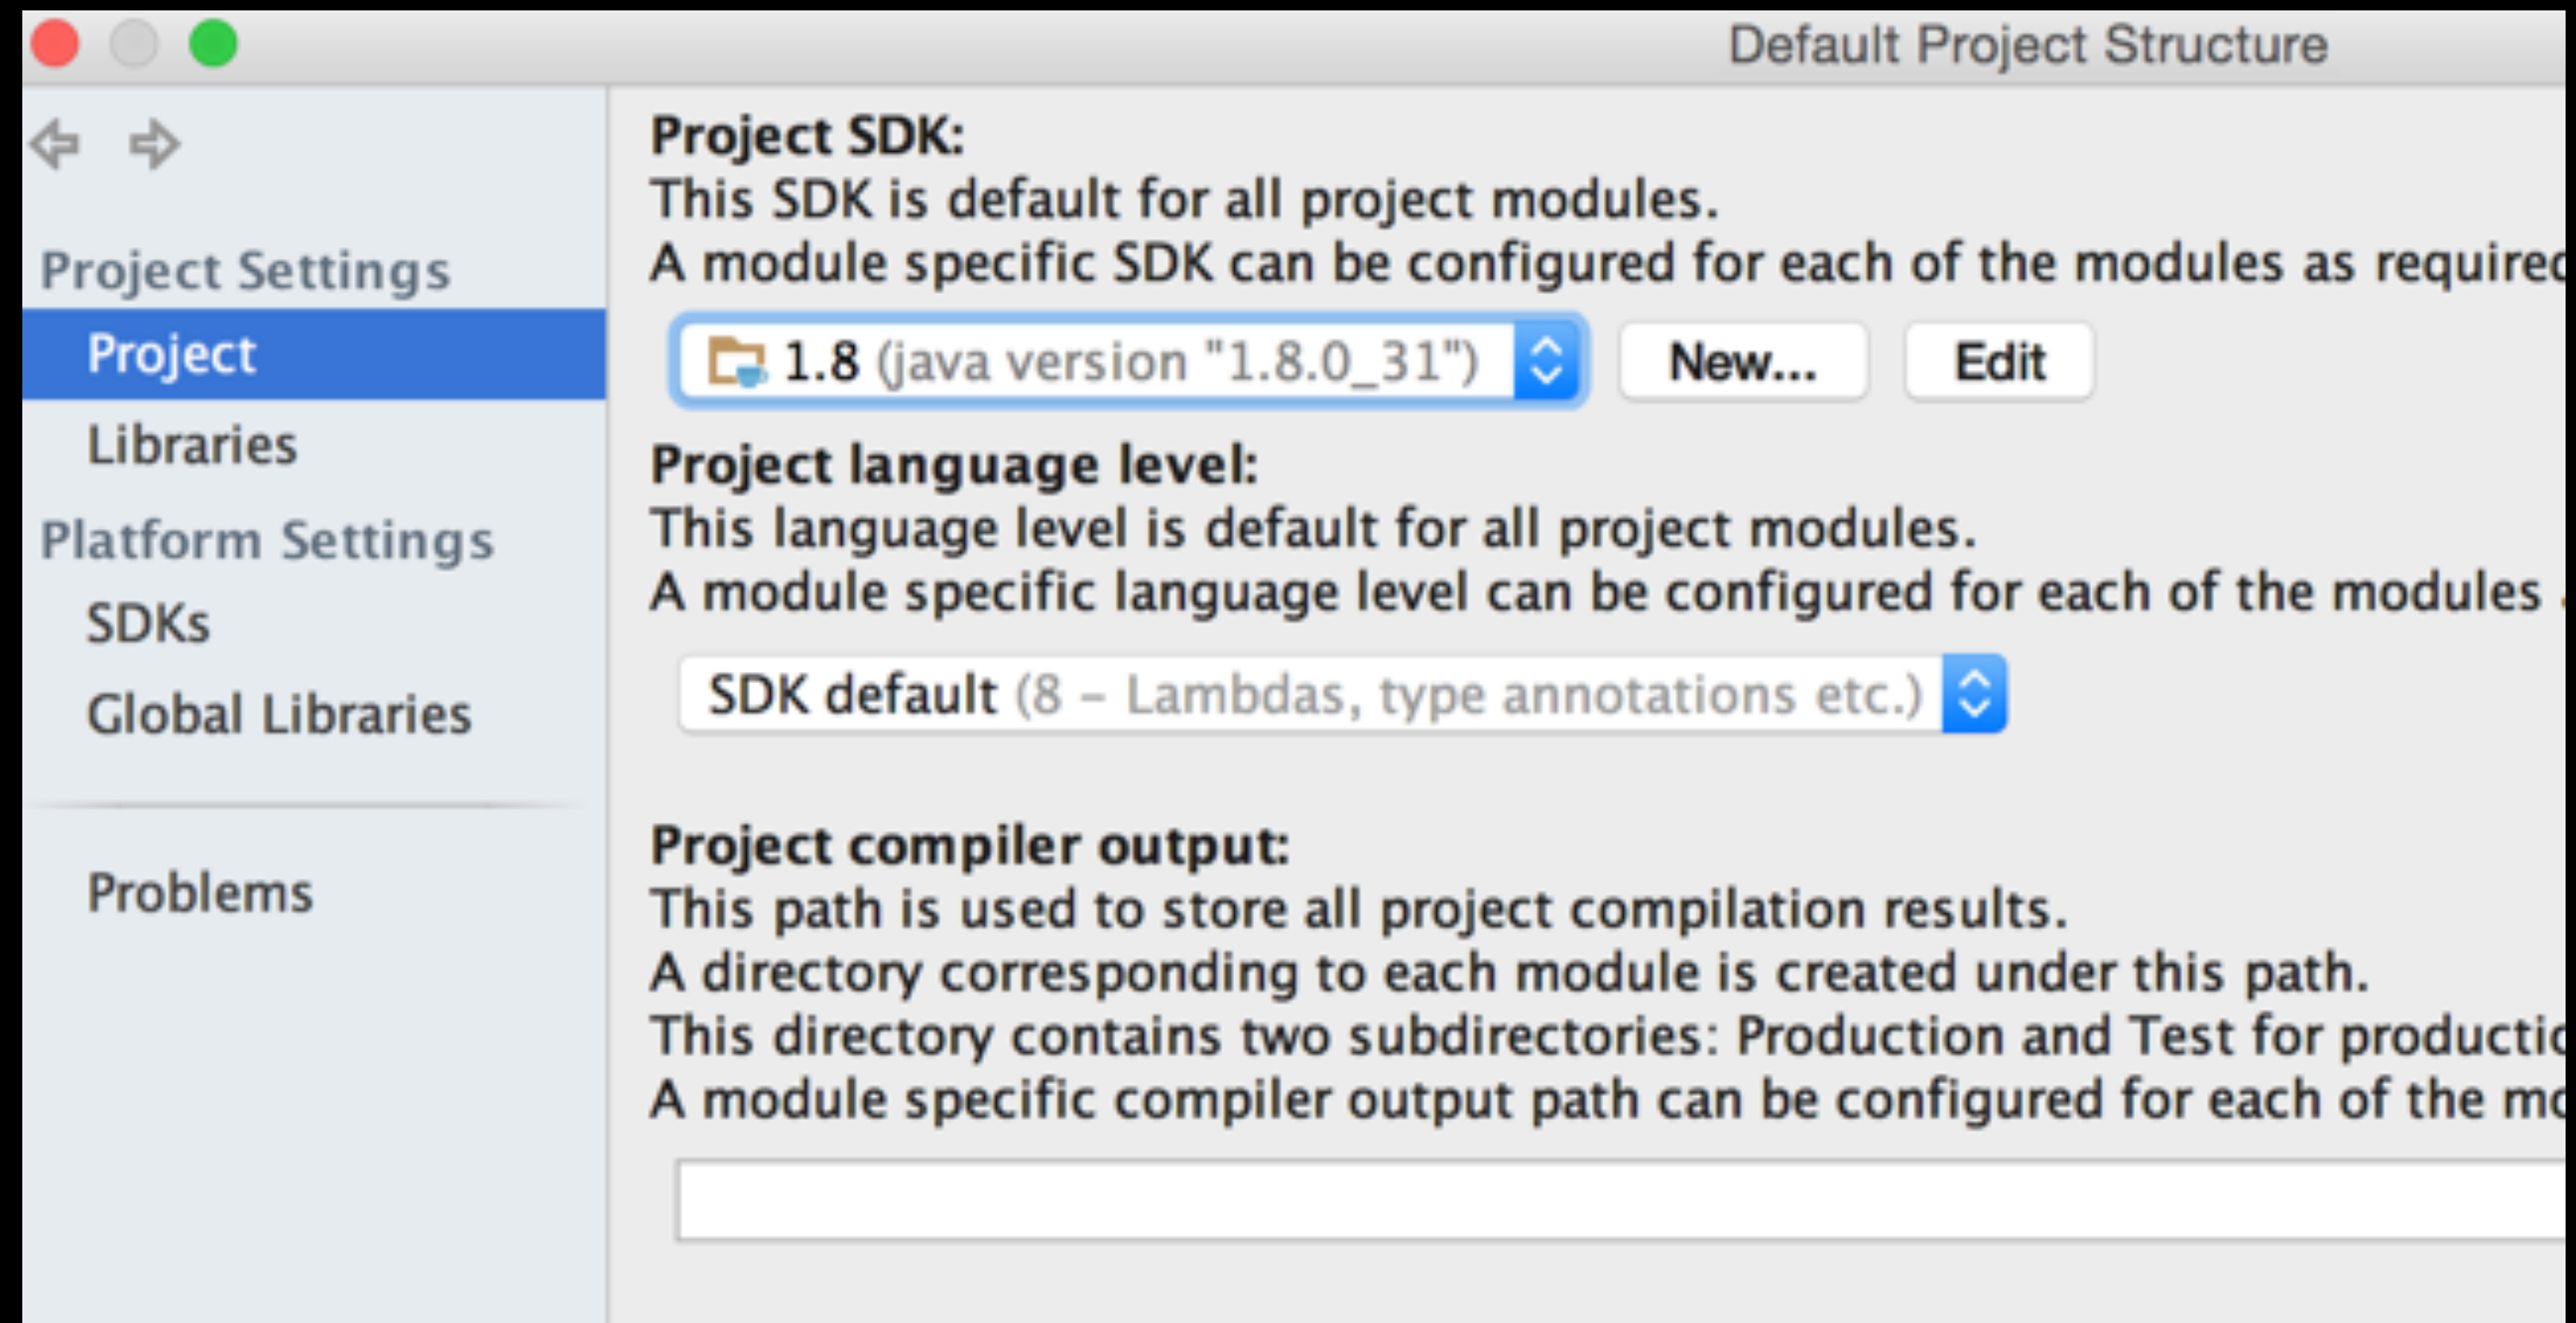 Default Project Structure
Project Settings
Project
Libraries
Platform Settings
SDKs
Global Libraries
Problems
Project SDK:
This SDK is default for all project modules.
A module specific SDK can be configured for each of the modules as required
1.8 (java version "1.8.0_31")
New...
Edit
Project language level:
This language level is default for all project modules.
A module specific language level can be configured for each of the modules
SDK default (8 – Lambdas, type annotations etc.)
Project compiler output:
This path is used to store all project compilation results.
A directory corresponding to each module is created under this path.
This directory contains two subdirectories: Production and Test for
A module specific compiler output path can be configured for each of the